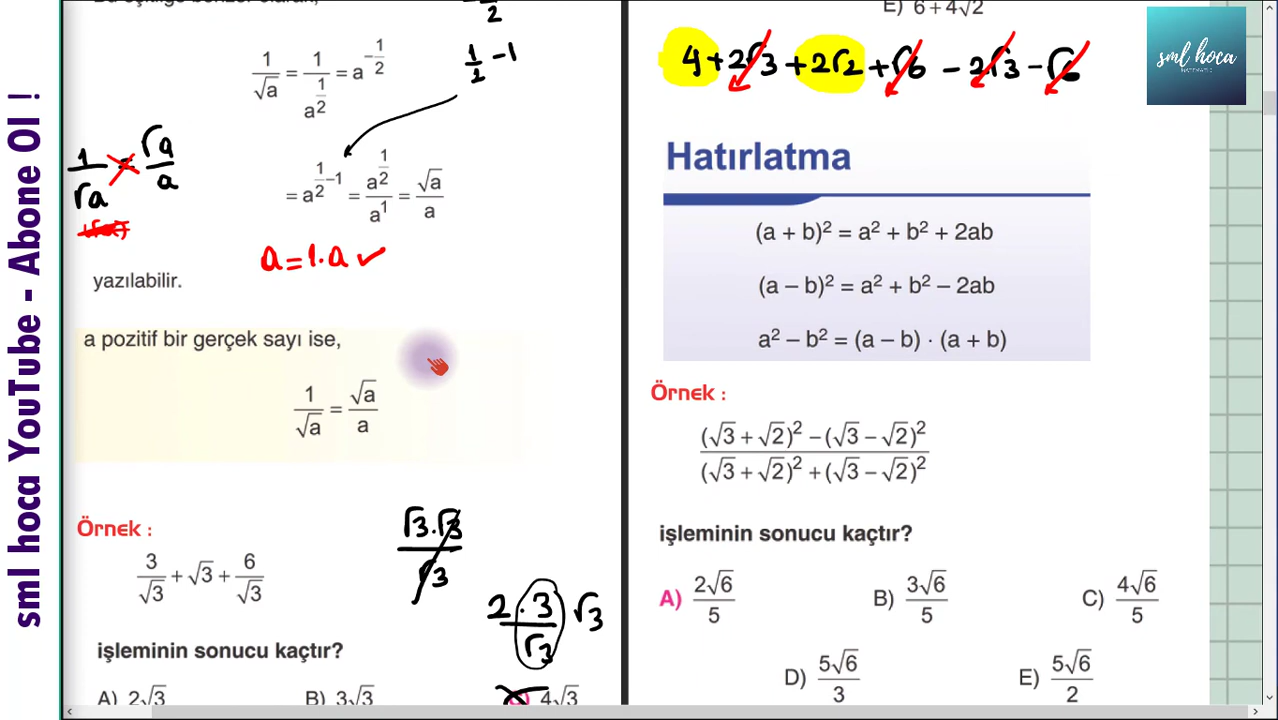 sml hoca YouTube - Abone Ol !
1/√a = 1/a^(1/2) = a^(-1/2)
1/2 - 1
= a^(1/2 - 1) = a^(1/2)/a^1 = √a/a
1/√a = √a/a
a = 1.a ✓
yazılabilir.
a pozitif bir gerçek sayı ise,
1/√a = √a/a
Örnek :
3/√3 + √3 + 6/√3
√3.√3/√3
2.3/√3 √3
işleminin sonucu kaçtır?
A) 2√3 B) 3√3 C) 4√3
E) 6 + 4√2
4 + 2√3 + 2√2 + √6 - 2√3 - √6
sml hoca
Hatırlatma
(a + b)² = a² + b² + 2ab
(a – b)² = a² + b² – 2ab
a² – b² = (a – b) · (a + b)
Örnek :
(√3 + √2)² – (√3 – √2)²
(√3 + √2)² + (√3 – √2)²
işleminin sonucu kaçtır?
A) 2√6/5 B) 3√6/5 C) 4√6/5
D) 5√6/3 E) 5√6/2